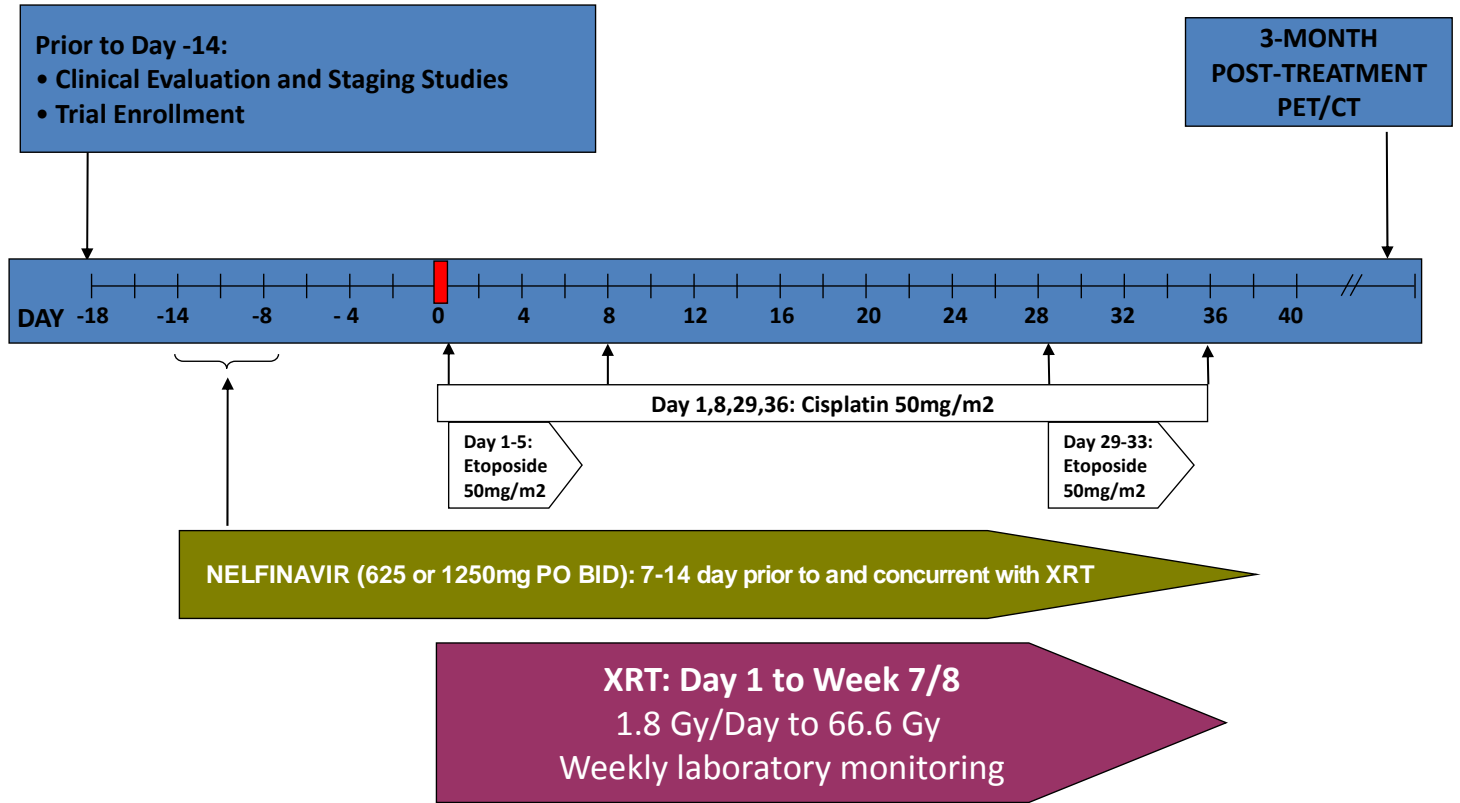 Prior to Day -14:
• Clinical Evaluation and Staging Studies
• Trial Enrollment
3-MONTH
POST-TREATMENT
PET/CT
DAY -18 -14 -8 - 4 0 4 8 12 16 20 24 28 32 36 40
Day 1,8,29,36: Cisplatin 50mg/m2
Day 1-5:
Etoposide
50mg/m2
Day 29-33:
Etoposide
50mg/m2
NELFINAVIR (625 or 1250mg PO BID): 7-14 day prior to and concurrent with XRT
XRT: Day 1 to Week 7/8
1.8 Gy/Day to 66.6 Gy
Weekly laboratory monitoring